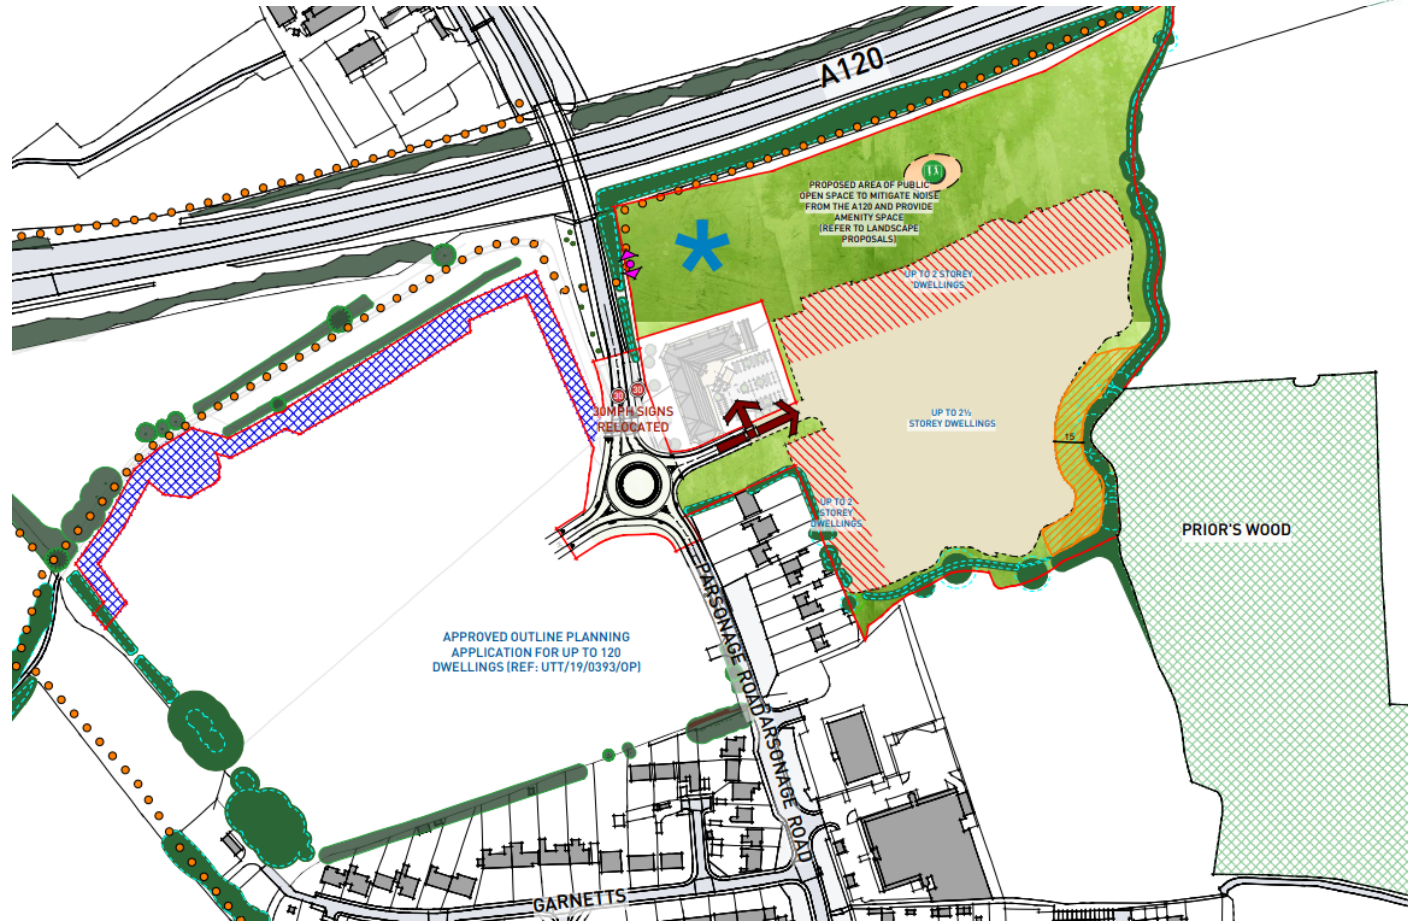 A120
PROPOSED AREA OF PUBLIC
OPEN SPACE TO MITIGATE NOISE
FROM THE A120 AND PROVIDE
AMENITY SPACE
(REFER TO LANDSCAPE
PROPOSALS)
UP TO 2 STOREY
DWELLINGS
30
30
30MPH SIGNS
RELOCATED
UP TO 2½
STOREY DWELLINGS
15
UP TO 2
STOREY
DWELLINGS
PRIOR'S WOOD
PARSONAGE ROAD
APPROVED OUTLINE PLANNING
APPLICATION FOR UP TO 120
DWELLINGS (REF: UTT/19/0393/OP)
PARSONAGE ROAD
GARNETTS